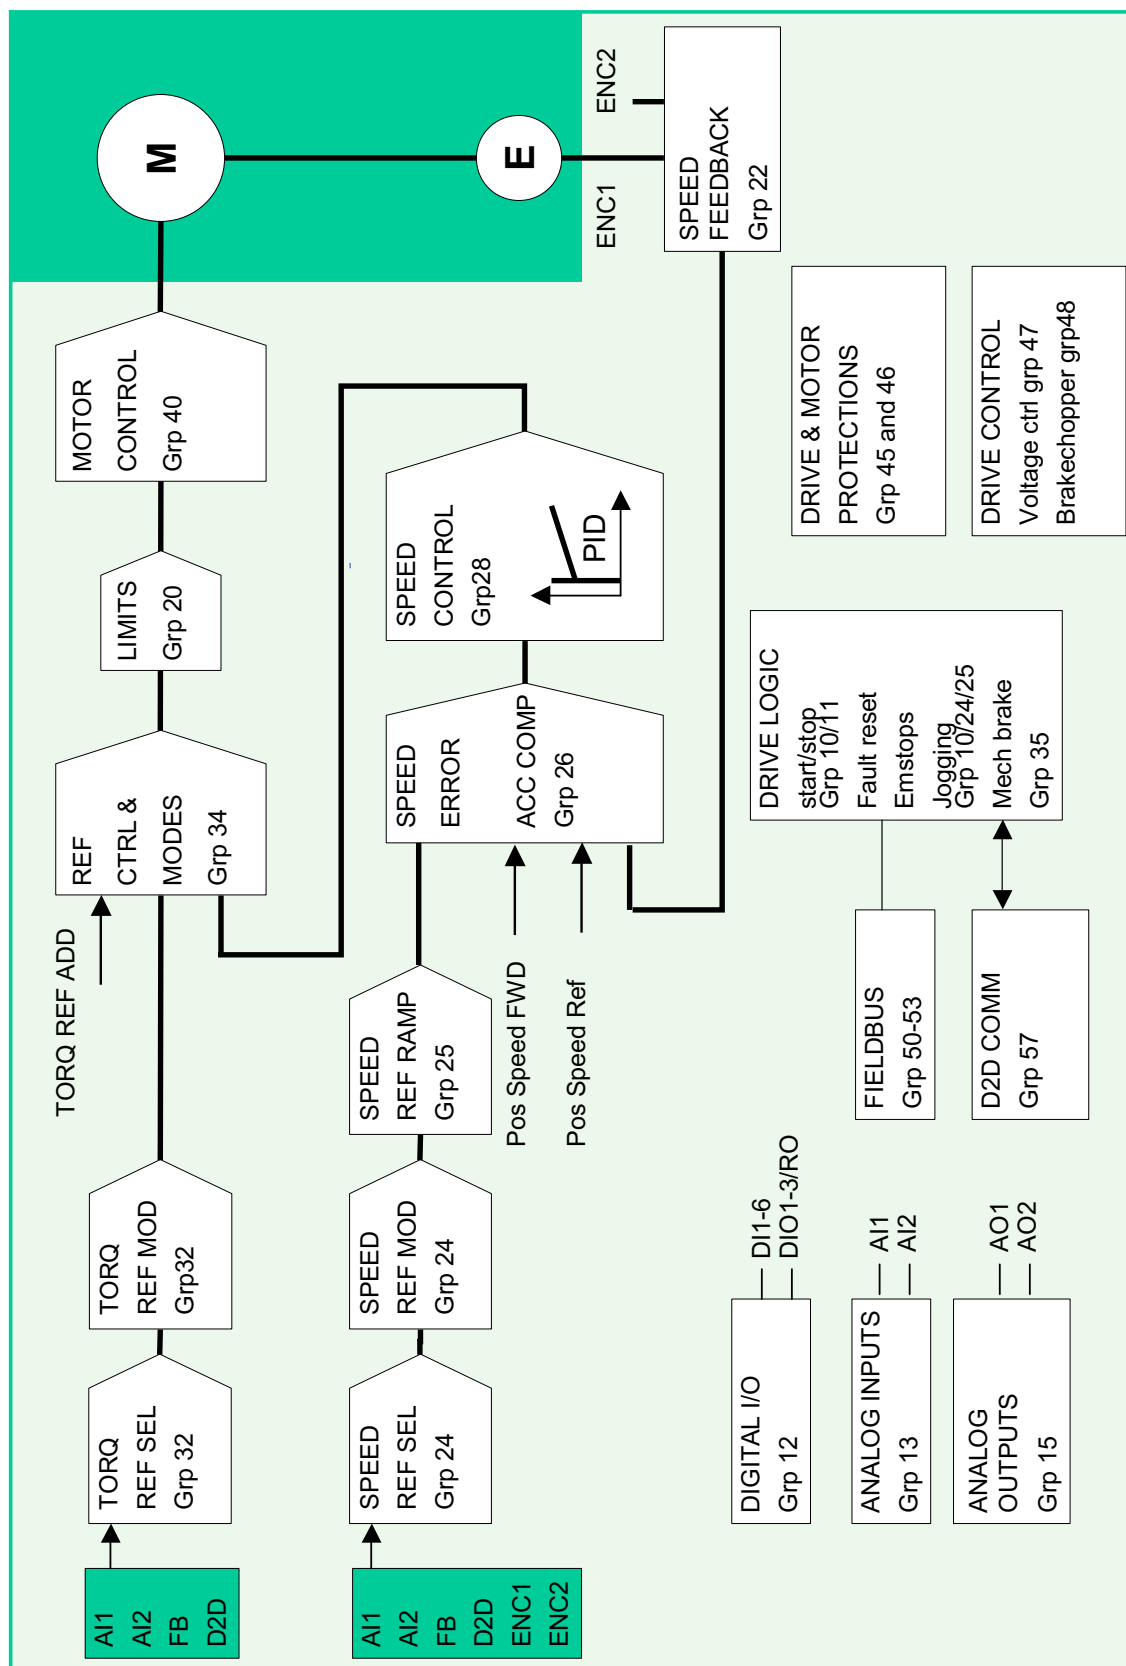 AI1
AI2
FB
D2D
TORQ
REF SEL
Grp 32
TORQ
REF MOD
Grp32
TORQ REF ADD
REF
CTRL &
MODES
Grp 34
LIMITS
Grp 20
MOTOR
CONTROL
Grp 40
M
AI1
AI2
FB
D2D
ENC1
ENC2
SPEED
REF SEL
Grp 24
SPEED
REF MOD
Grp 24
SPEED
REF RAMP
Grp 25
Pos Speed FWD
Pos Speed Ref
SPEED
ERROR
ACC COMP
Grp 26
SPEED
CONTROL
Grp28
PID
E
ENC1
ENC2
SPEED
FEEDBACK
Grp 22
DIGITAL I/O
Grp 12
DI1-6
DIO1-3/RO
ANALOG INPUTS
Grp 13
AI1
AI2
ANALOG
OUTPUTS
Grp 15
AO1
AO2
FIELDBUS
Grp 50-53
D2D COMM
Grp 57
DRIVE LOGIC
start/stop
Grp 10/11
Fault reset
Emstops
Jogging
Grp 10/24/25
Mech brake
Grp 35
DRIVE & MOTOR
PROTECTIONS
Grp 45 and 46
DRIVE CONTROL
Voltage ctrl grp 47
Brakechopper grp48